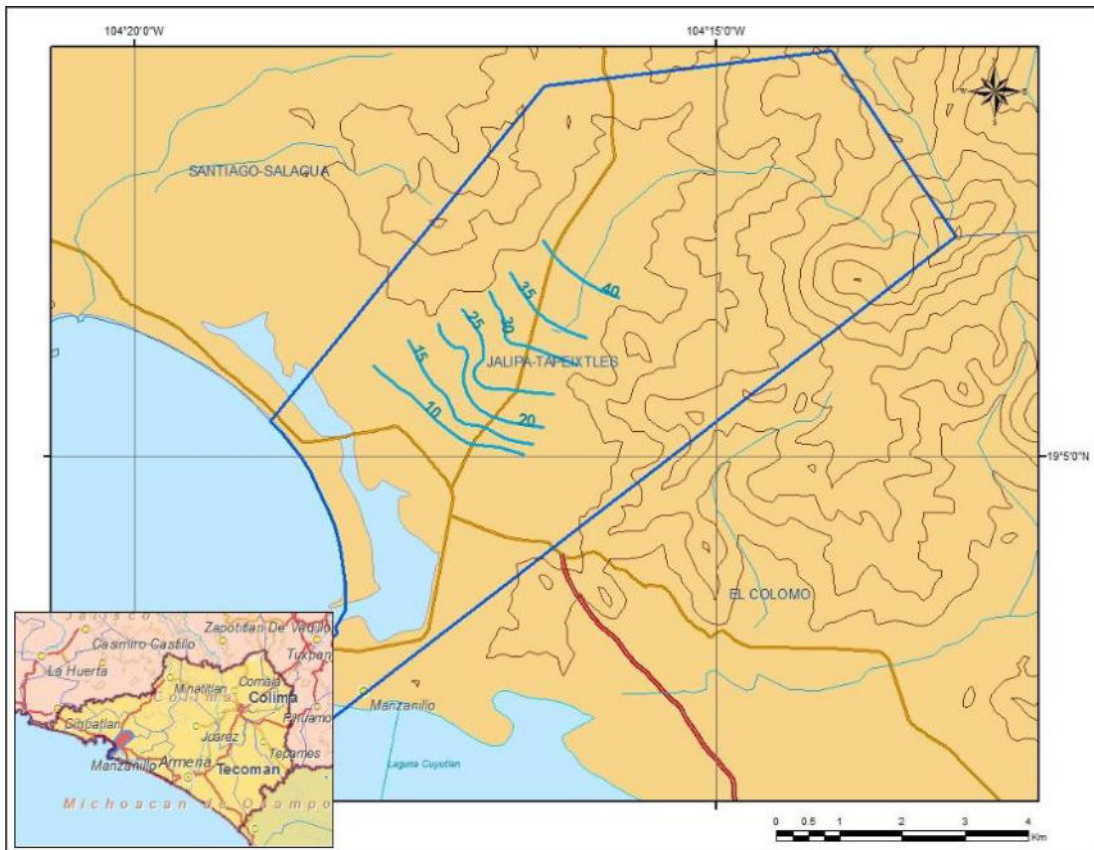 104°20'0"W
104°15'0"W
SANTIAGO-SALAGUA
40
35
30
25
JALIPA-TAPEIXTLES
15
10
20
19°5'0"N
EL COLOMO
Manzanillo
Laguna Cuyutlan
0 0.5 1 2 3 4
Km
Jalisco
Zapotitlan De Vadillo
Casimiro Castillo
Tuxpan
La Huerta
Minatitlan
Comala
Colima
Colima
Cihuatlan
Pihuamo
Juarez
Tepames
Manzanillo
Armeria
Tecoman
Michoacan de Ocampo